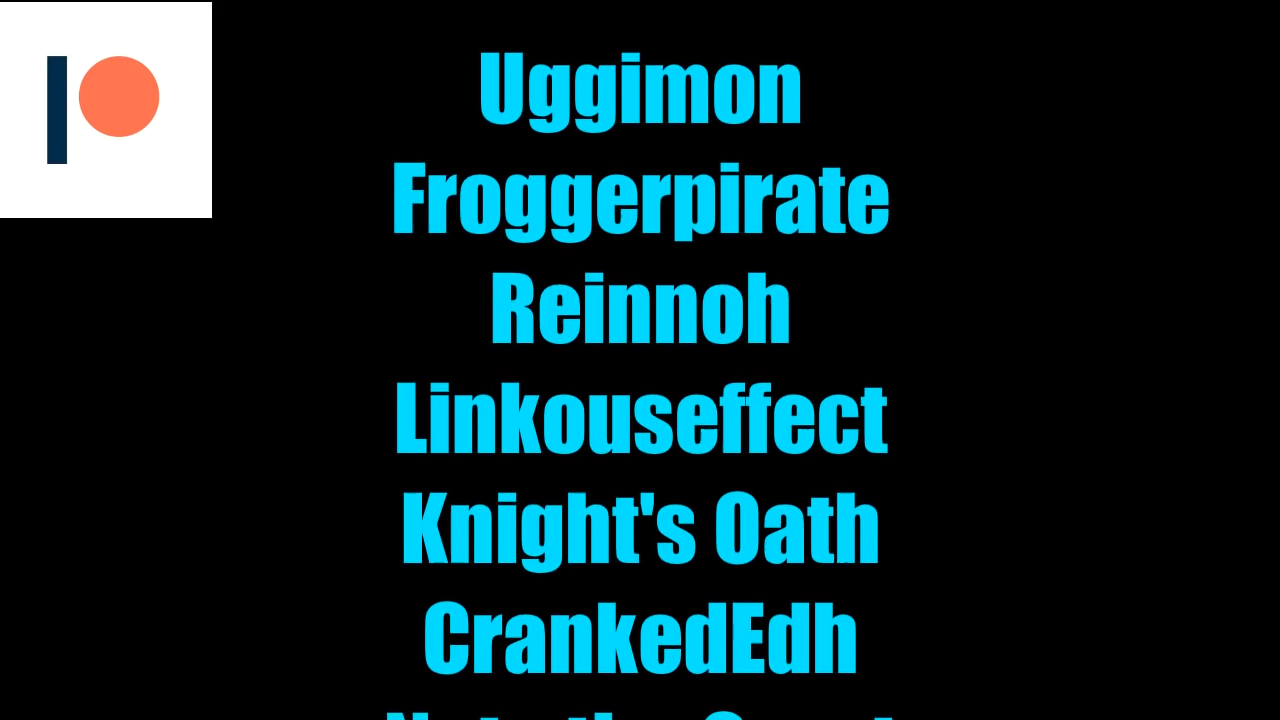 Uggimon
Froggerpirate
Reinnoh
Linkouseffect
Knight's Oath
CrankedEdh